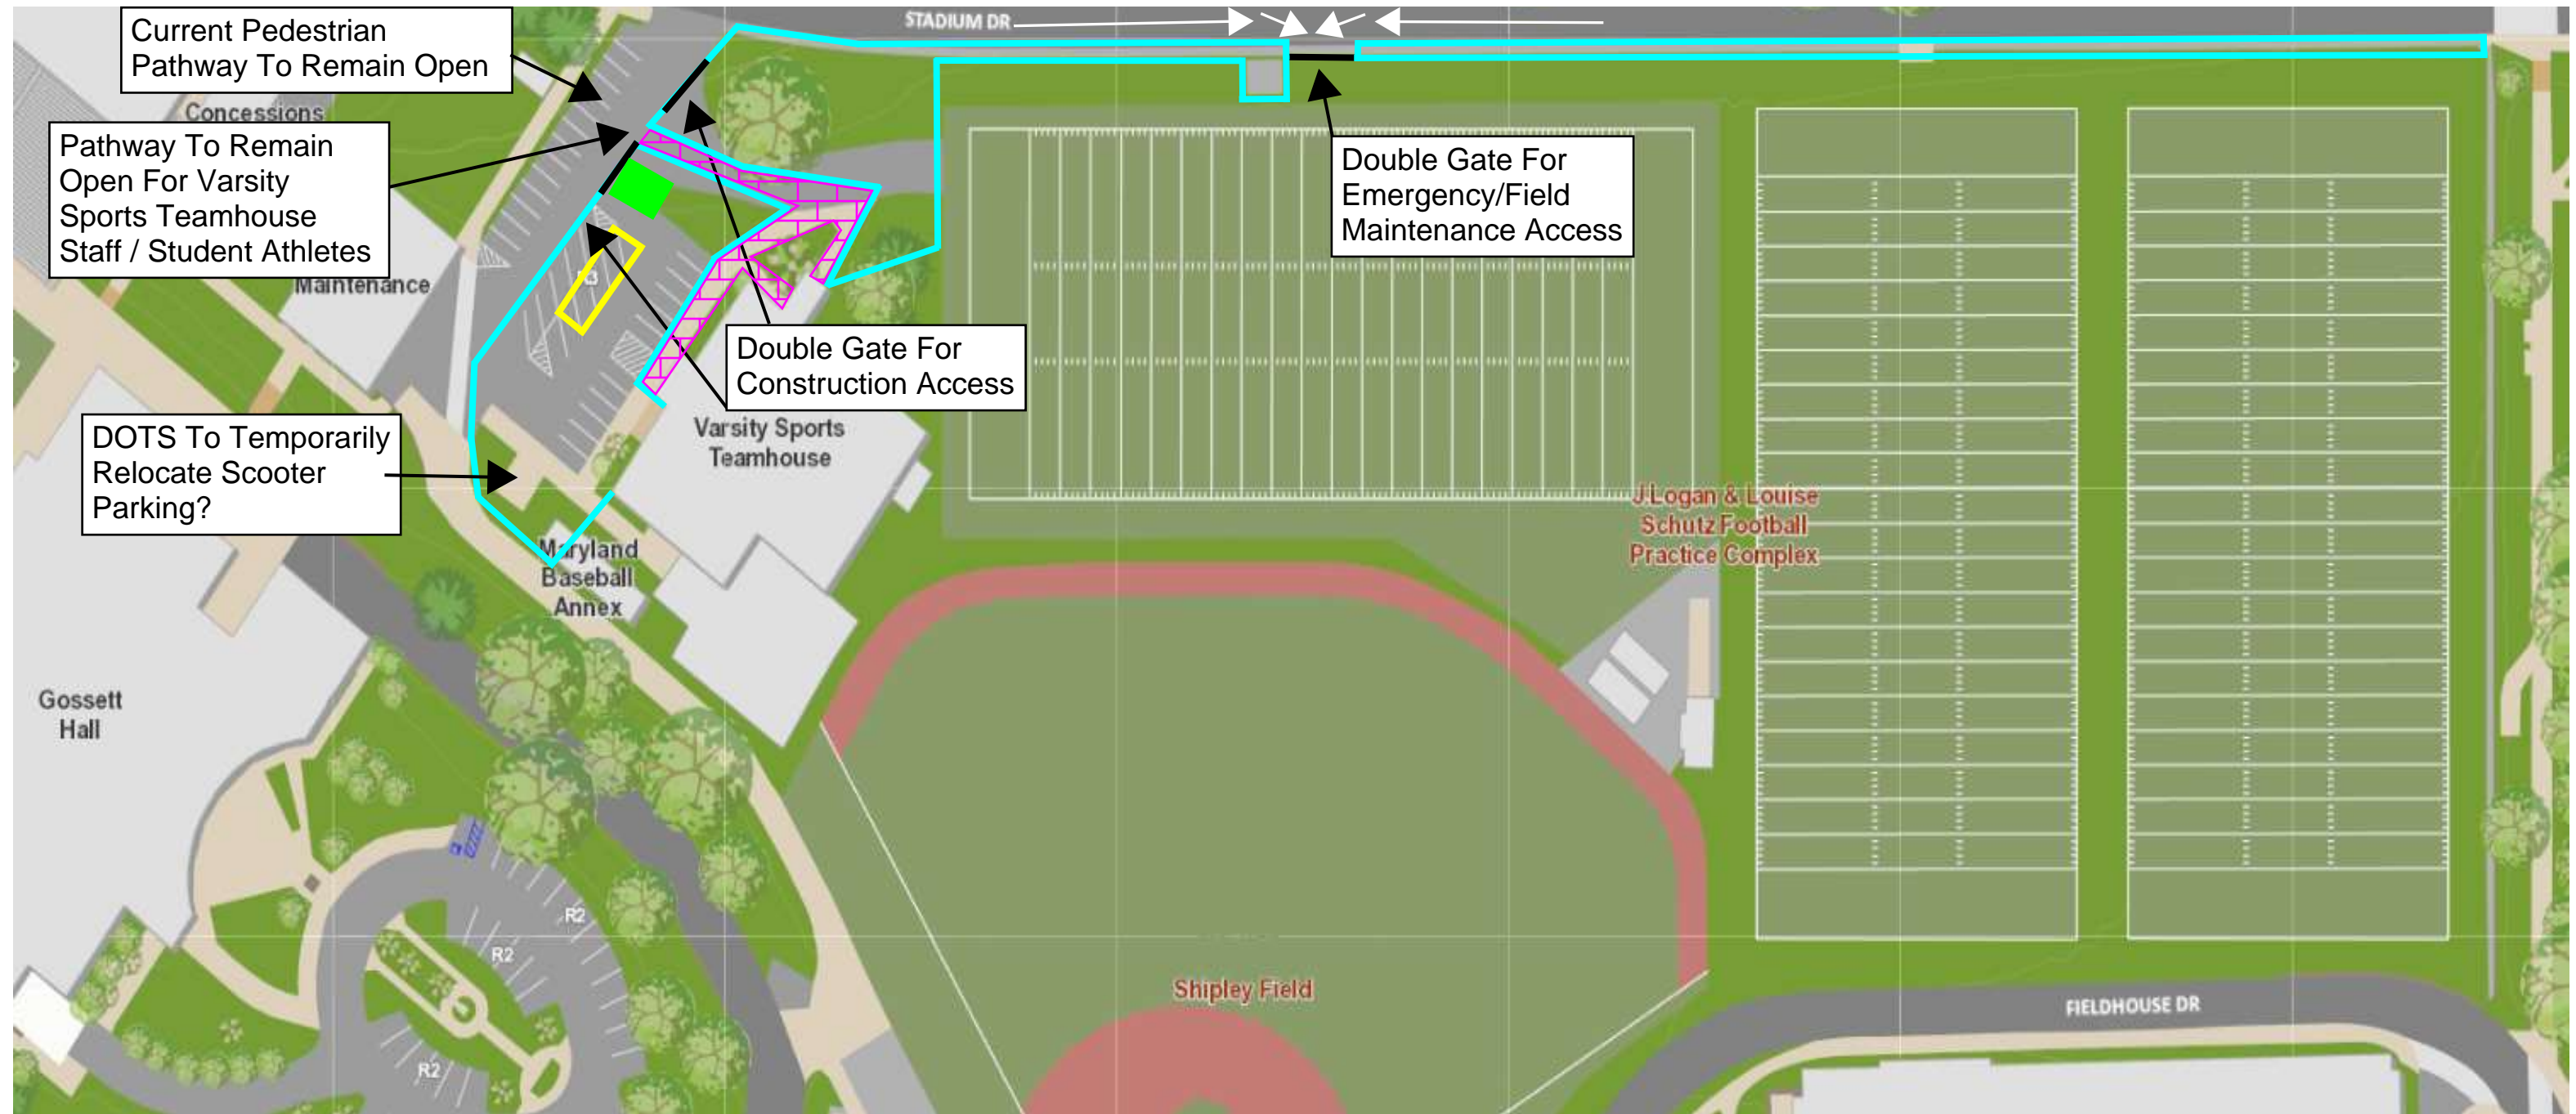 STADIUM DR
Current Pedestrian
Pathway To Remain Open
Concessions
Pathway To Remain
Open For Varsity
Sports Teamhouse
Staff / Student Athletes
Maintenance
Double Gate For
Emergency/Field
Maintenance Access
Double Gate For
Construction Access
DOTS To Temporarily
Relocate Scooter
Parking?
Varsity Sports
Teamhouse
J.Logan & Louise
Schutz Football
Practice Complex
Maryland
Baseball
Annex
Gossett
Hall
R2
R2
R2
Shipley Field
FIELDHOUSE DR